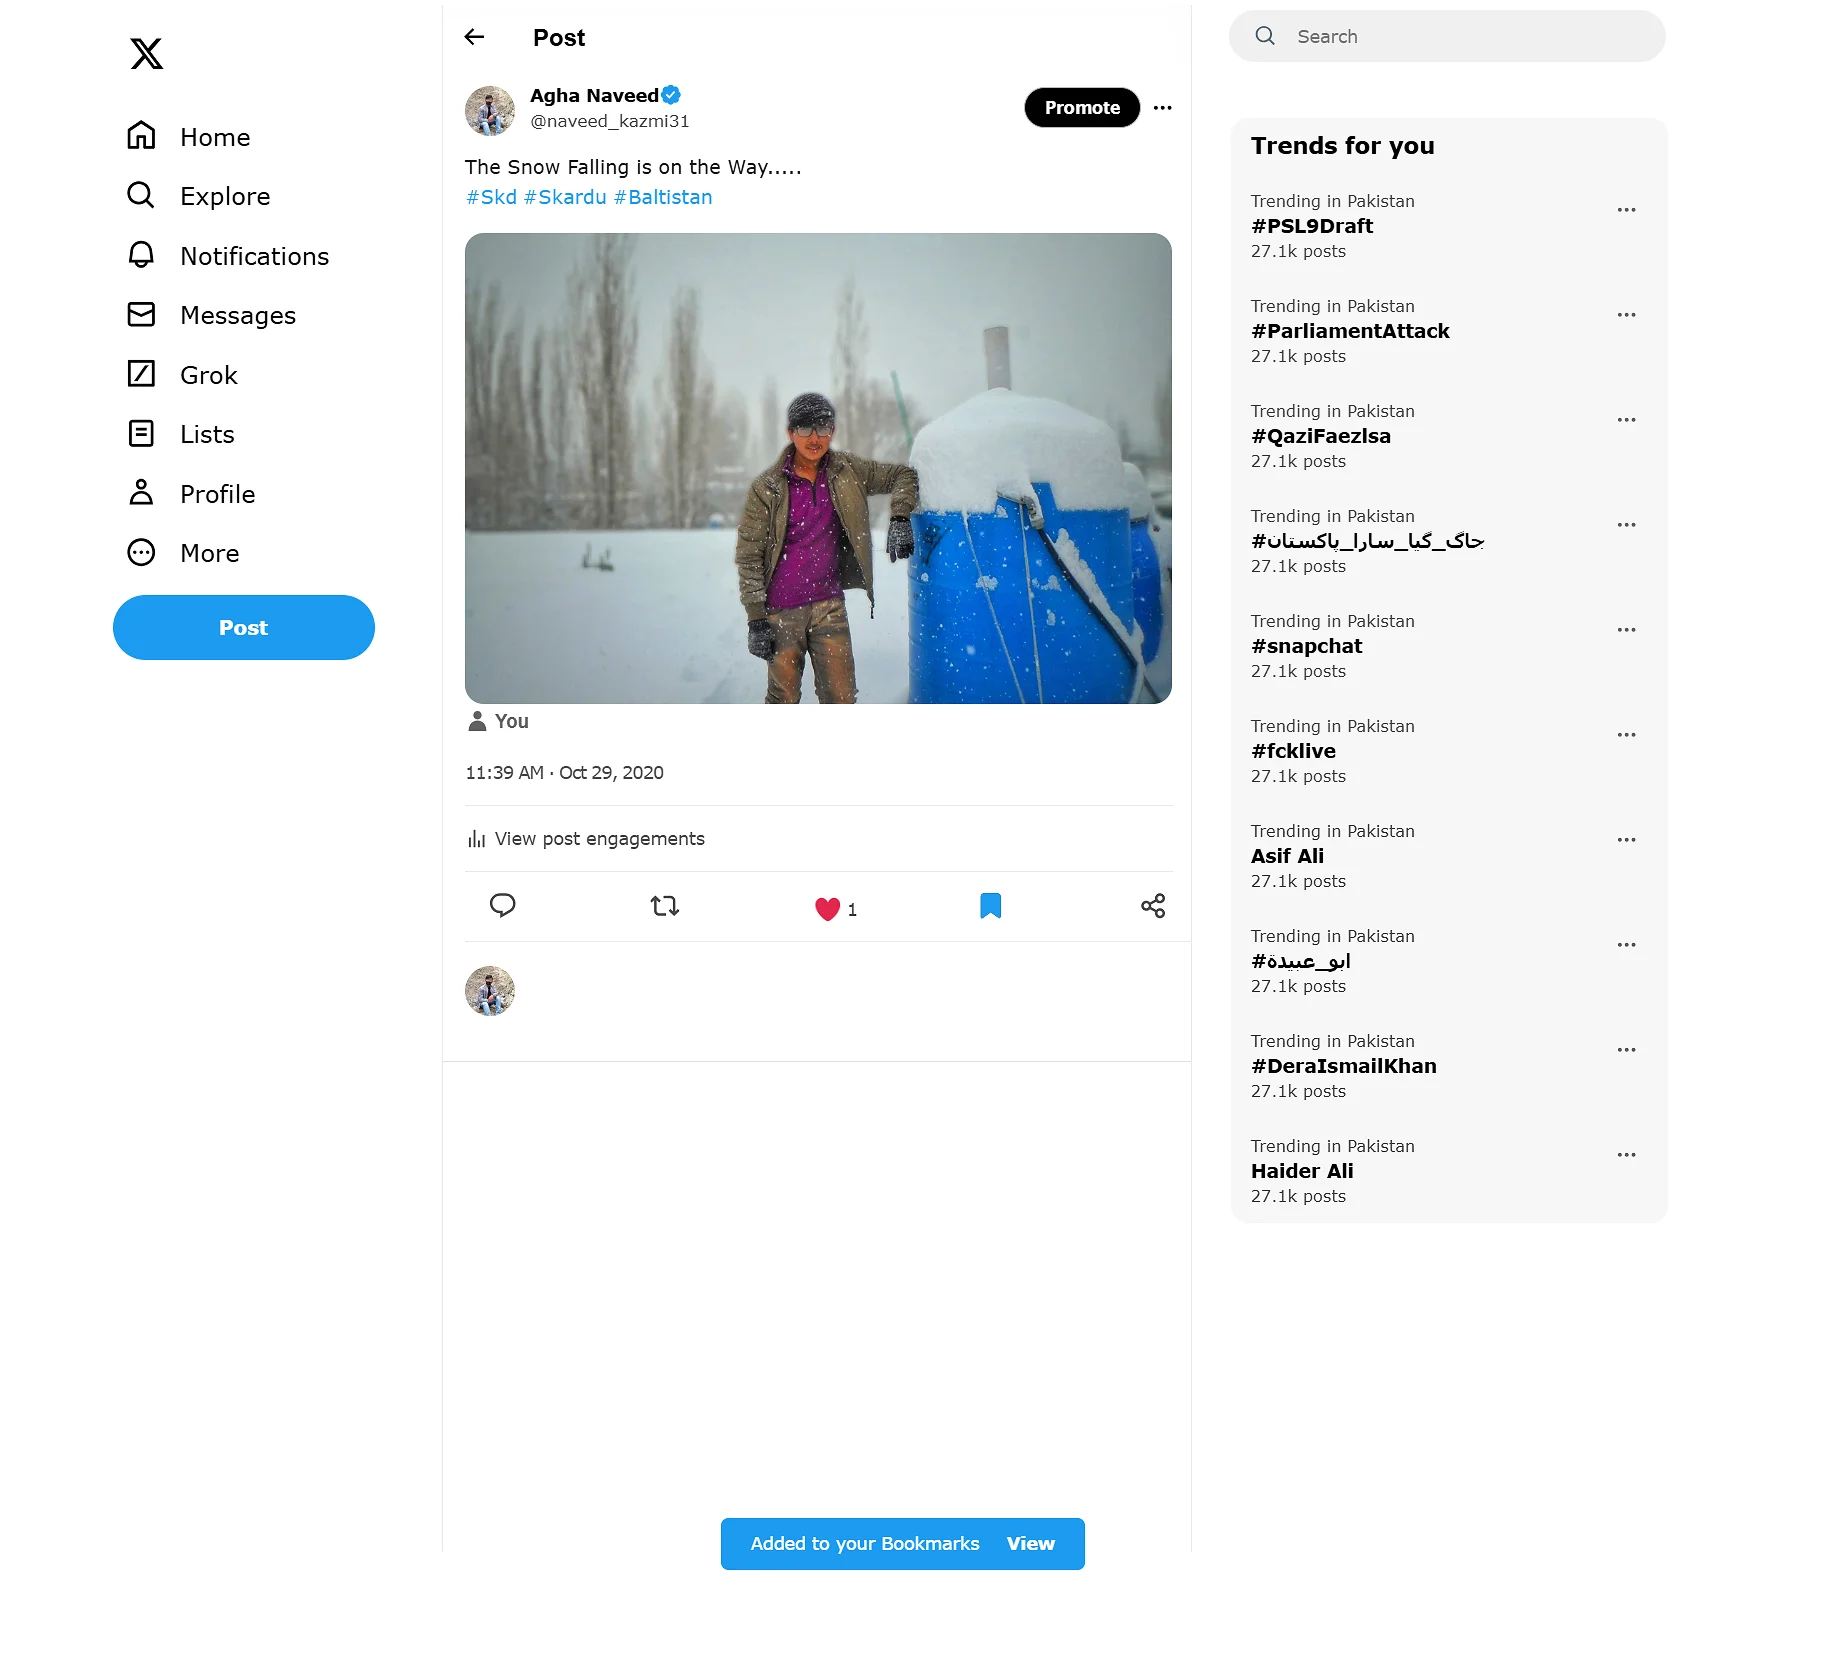 Home
Explore
Notifications
Messages
Grok
Lists
Profile
More
Post
Post
Agha Naveed
@naveed_kazmi31
Promote
The Snow Falling is on the Way.....
#Skd #Skardu #Baltistan
You
11:39 AM · Oct 29, 2020
View post engagements
1
Added to your Bookmarks View
Search
Trends for you
Trending in Pakistan
#PSL9Draft
27.1k posts
Trending in Pakistan
#ParliamentAttack
27.1k posts
Trending in Pakistan
#QaziFaezlsa
27.1k posts
Trending in Pakistan
#جاگ_گیا_سارا_پاکستان
27.1k posts
Trending in Pakistan
#snapchat
27.1k posts
Trending in Pakistan
#fcklive
27.1k posts
Trending in Pakistan
Asif Ali
27.1k posts
Trending in Pakistan
#ابو_عبيدة
27.1k posts
Trending in Pakistan
#DeraIsmailKhan
27.1k posts
Trending in Pakistan
Haider Ali
27.1k posts